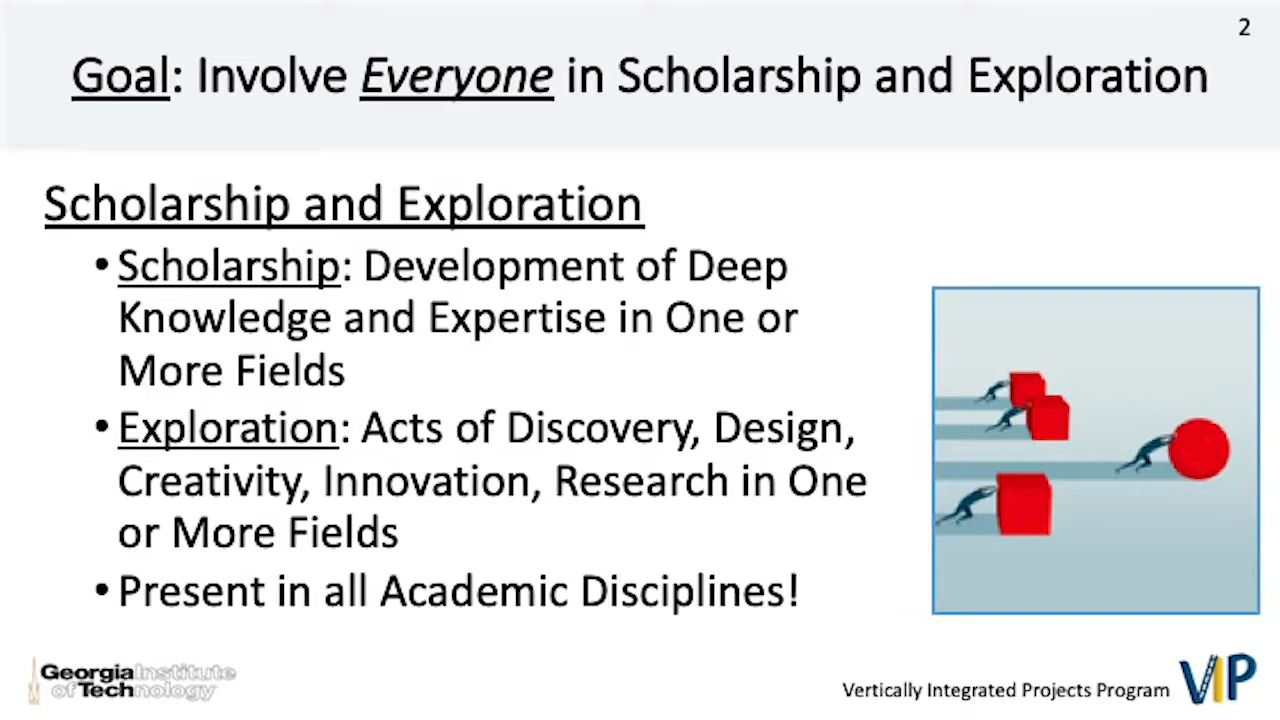 2
Goal: Involve Everyone in Scholarship and Exploration
Scholarship and Exploration
• Scholarship: Development of Deep
Knowledge and Expertise in One or
More Fields
• Exploration: Acts of Discovery, Design,
Creativity, Innovation, Research in One
or More Fields
• Present in all Academic Disciplines!
Georgia Institute
of Technology
Vertically Integrated Projects Program
VIP